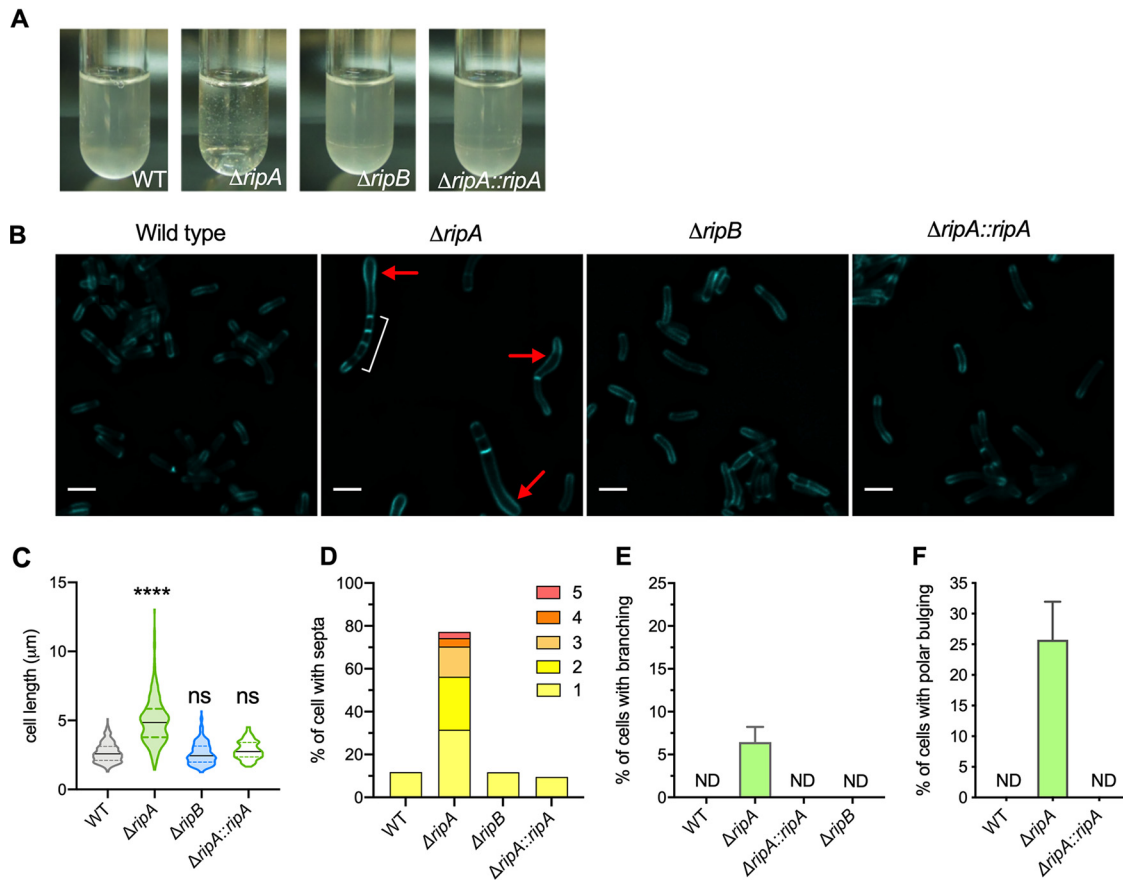 A
WT
ΔripA
ΔripB
ΔripA::ripA
B
Wild type
ΔripA
ΔripB
ΔripA::ripA
C
cell length (µm)
15
10
5
0
****
ns
ns
WT
ΔripA
ΔripB
ΔripA::ripA
D
% of cell with septa
100
80
60
40
20
0
5
4
3
2
1
WT
ΔripA
ΔripB
ΔripA::ripA
E
% of cells with branching
25
20
15
10
5
0
ND
ND
ND
WT
ΔripA
ΔripA::ripA
ΔripB
F
% of cells with polar bulging
35
30
25
20
15
10
5
0
ND
ND
WT
ΔripA
ΔripA::ripA